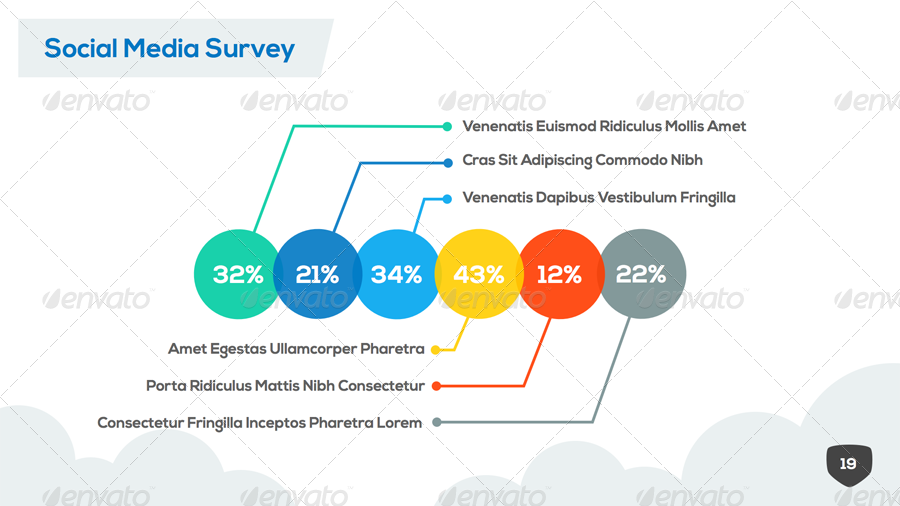 Social Media Survey
envato envato envato envato envato
Venenatis Euismod Ridiculus Mollis Amet
Cras Sit Adipiscing Commodo Nibh
Venenatis Dapibus Vestibulum Fringilla
32% 21% 34% 43% 12% 22%
envato envato envato envato envato
Amet Egestas Ullamcorper Pharetra
Porta Ridiculus Mattis Nibh Consectetur
Consectetur Fringilla Inceptos Pharetra Lorem
19
envato envato envato envato envato